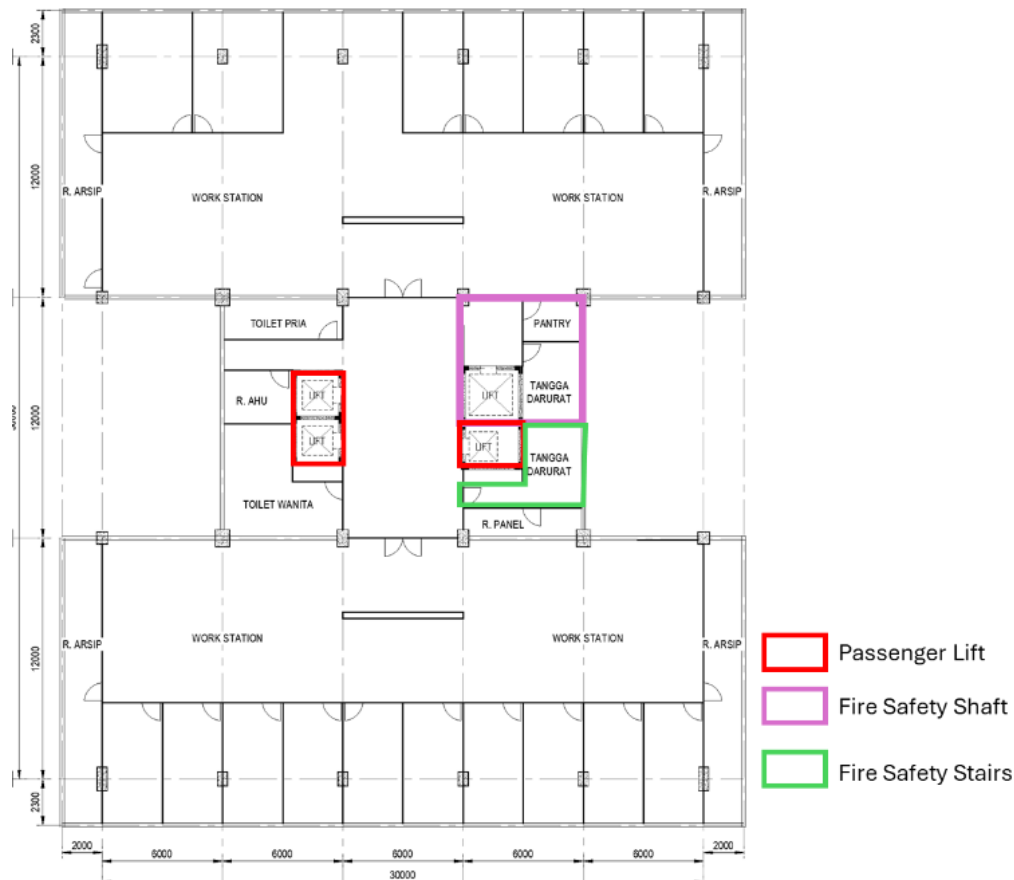 2300
12000
R. ARSIP
WORK STATION
WORK STATION
R. ARSIP
TOILET PRIA
PANTRY
LIFT
R. AHU
LIFT
TANGGA
DARURAT
12000
LIFT
LIFT
TANGGA
DARURAT
TOILET WANITA
R. PANEL
R. ARSIP
WORK STATION
WORK STATION
R. ARSIP
12000
2300
2000
6000
6000
6000
6000
6000
2000
30000
Passenger Lift
Fire Safety Shaft
Fire Safety Stairs